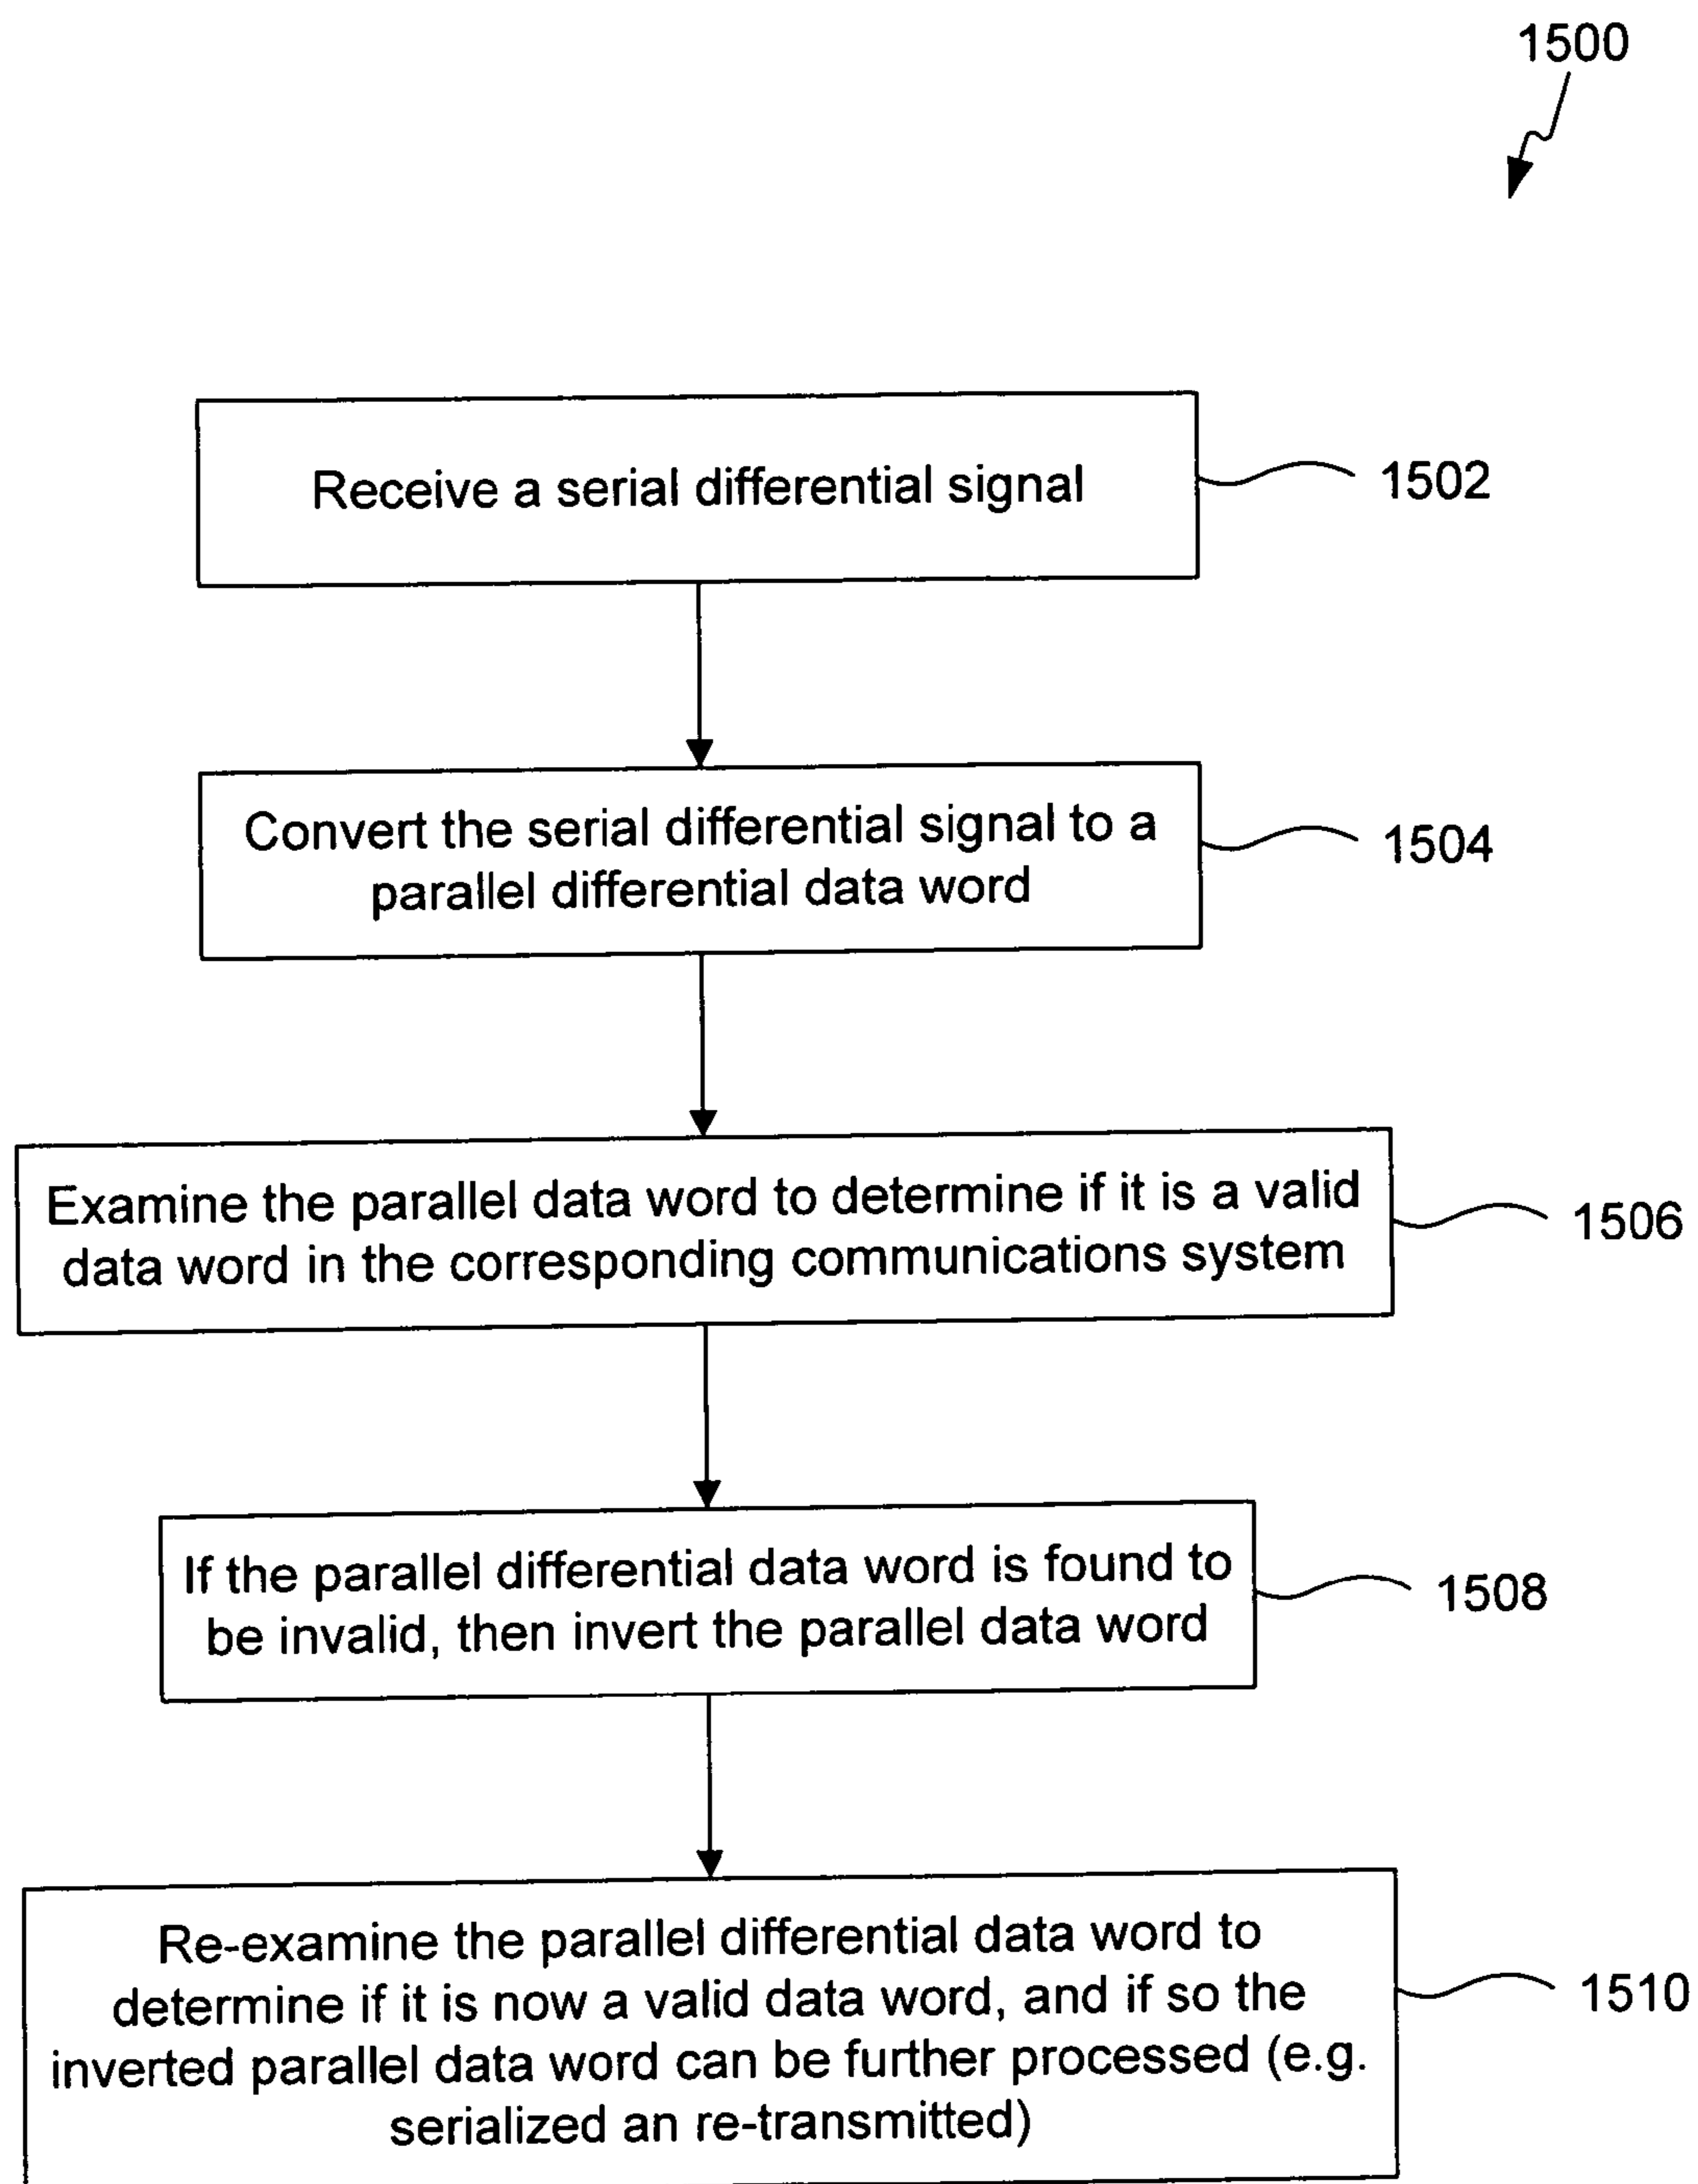 1500
Receive a serial differential signal
1502
Convert the serial differential signal to a
parallel differential data word
1504
Examine the parallel data word to determine if it is a valid
data word in the corresponding communications system
1506
If the parallel differential data word is found to
be invalid, then invert the parallel data word
1508
Re-examine the parallel differential data word to
determine if it is now a valid data word, and if so the
inverted parallel data word can be further processed (e.g.
serialized an re-transmitted)
1510